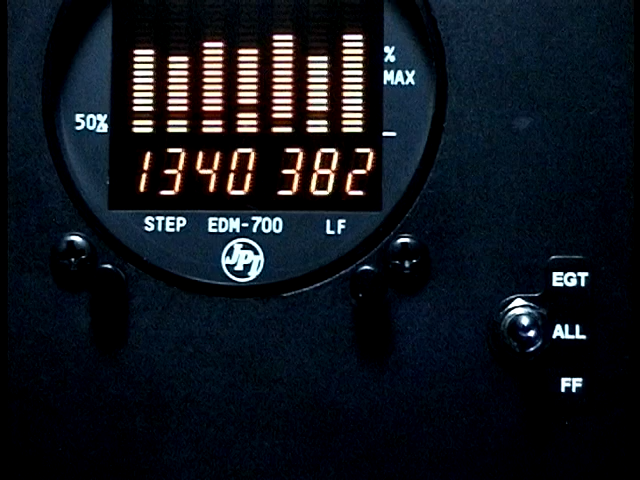 %
MAX
50%
1340 382
STEP EDM-700 LF
JPI
EGT
ALL
FF